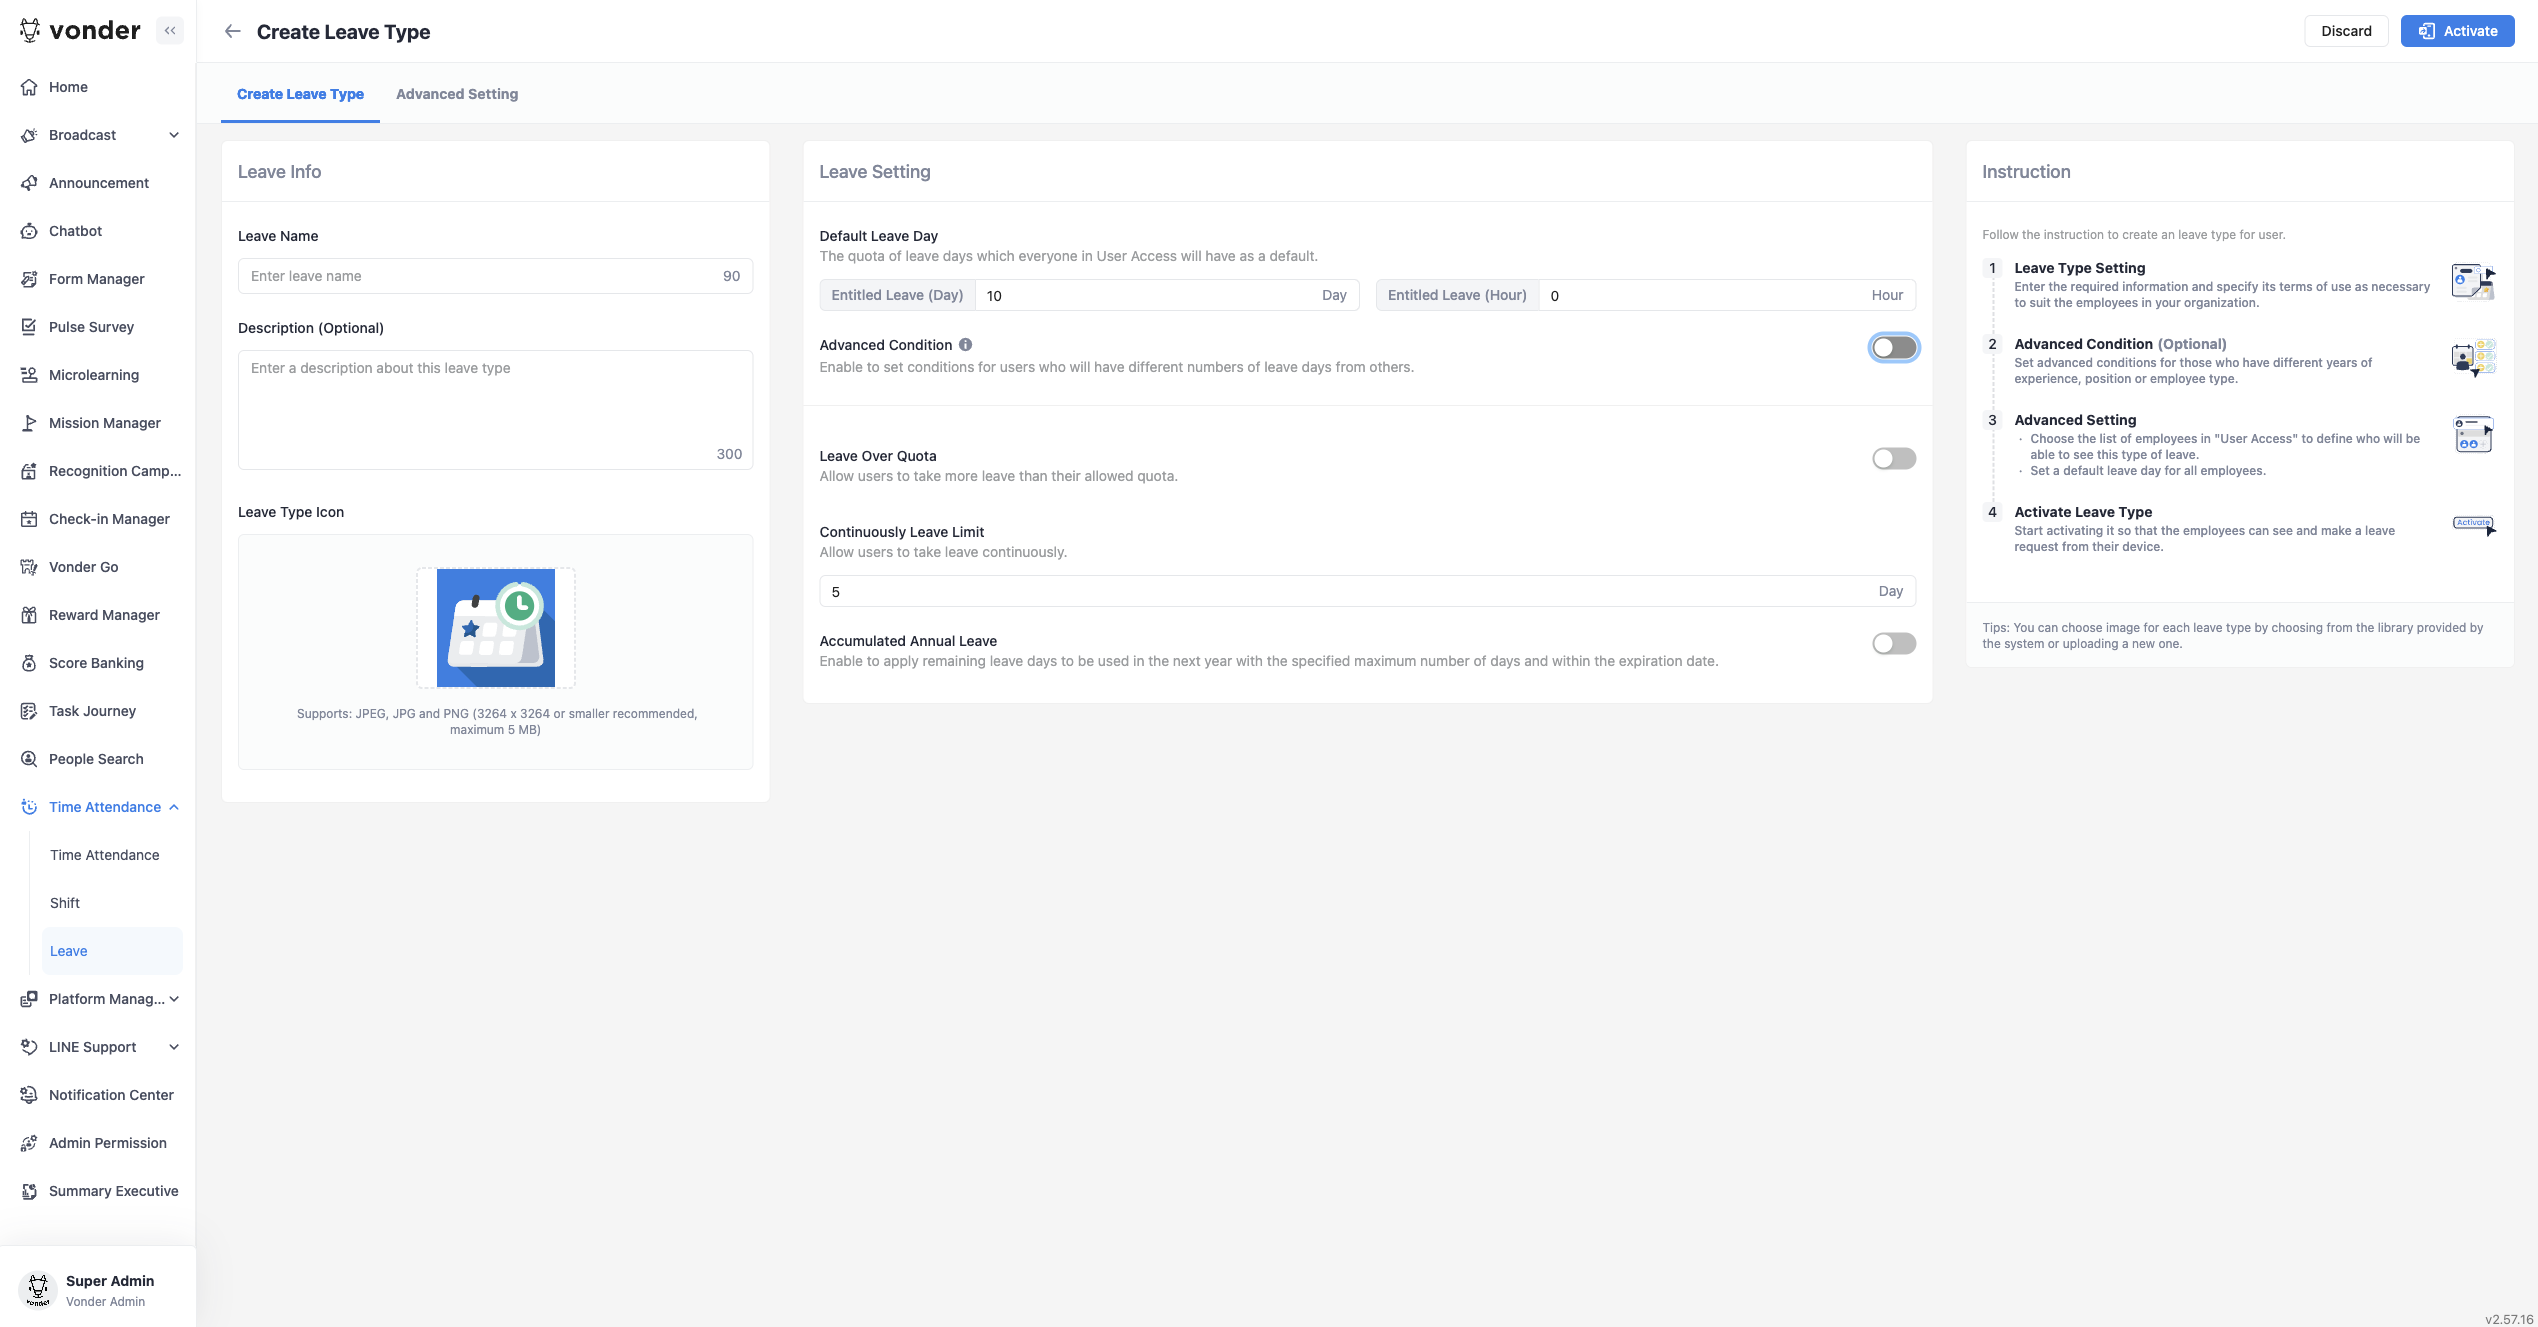 vonder
Home
Broadcast
Announcement
Chatbot
Form Manager
Pulse Survey
Microlearning
Mission Manager
Recognition Camp...
Check-in Manager
Vonder Go
Reward Manager
Score Banking
Task Journey
People Search
Time Attendance
Time Attendance
Shift
Leave
Platform Manag...
LINE Support
Notification Center
Admin Permission
Summary Executive
vonder
Super Admin
Vonder Admin
Create Leave Type
Discard
Activate
Create Leave Type
Advanced Setting
Leave Info
Leave Name
Enter leave name
90
Description (Optional)
Enter a description about this leave type
300
Leave Type Icon
Supports: JPEG, JPG and PNG (3264 x 3264 or smaller recommended,
maximum 5 MB)
Leave Setting
Default Leave Day
The quota of leave days which everyone in User Access will have as a default.
Entitled Leave (Day) 10 Day
Entitled Leave (Hour) 0 Hour
Advanced Condition
Enable to set conditions for users who will have different numbers of leave days from others.
Leave Over Quota
Allow users to take more leave than their allowed quota.
Continuously Leave Limit
Allow users to take leave continuously.
5 Day
Accumulated Annual Leave
Enable to apply remaining leave days to be used in the next year with the specified maximum number of days and within the expiration date.
Instruction
Follow the instruction to create an leave type for user.
1 Leave Type Setting
Enter the required information and specify its terms of use as necessary
to suit the employees in your organization.
2 Advanced Condition (Optional)
Set advanced conditions for those who have different years of
experience, position or employee type.
3 Advanced Setting
· Choose the list of employees in "User Access" to define who will be
able to see this type of leave.
· Set a default leave day for all employees.
4 Activate Leave Type
Start activating it so that the employees can see and make a leave
request from their device.
Activate
Tips: You can choose image for each leave type by choosing from the library provided by
the system or uploading a new one.
v2.57.16